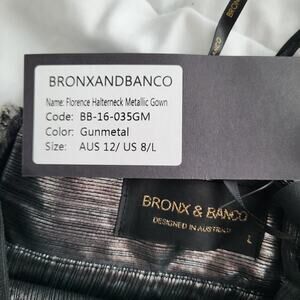 BRONXANDBANCO
Name: Florence Halterneck Metallic Gown
Code: BB-16-035GM
Color: Gunmetal
Size: AUS 12/ US 8/L
BRONX & BANCO
DESIGNED IN AUSTRALIA
L